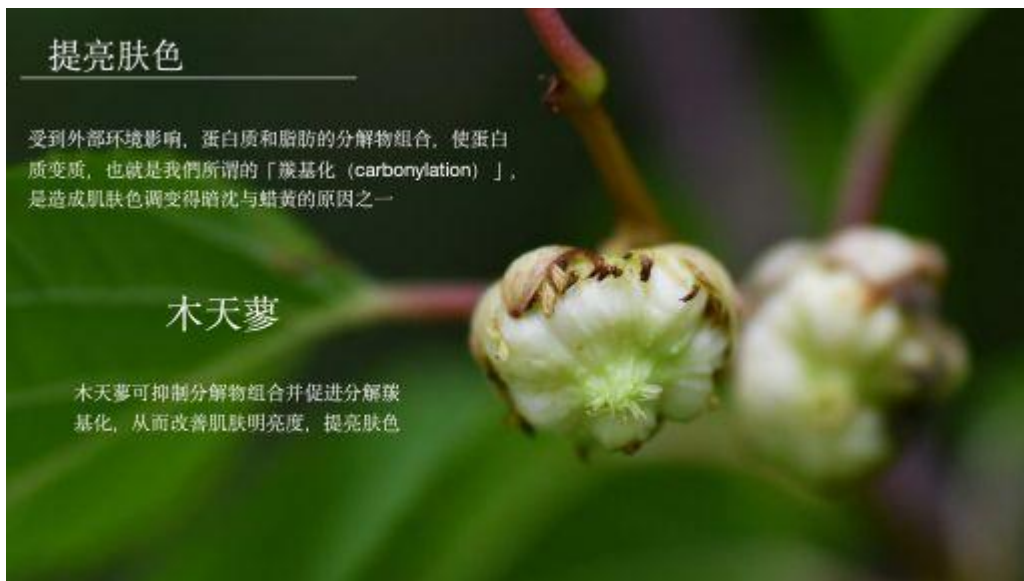 提亮肤色
受到外部环境影响，蛋白质和脂肪的分解物组合，使蛋白
质变质，也就是我們所谓的「羰基化（carbonylation）」，
是造成肌肤色调变得暗沈与蜡黄的原因之一
木天蓼
木天蓼可抑制分解物组合并促进分解羰
基化，从而改善肌肤明亮度，提亮肤色